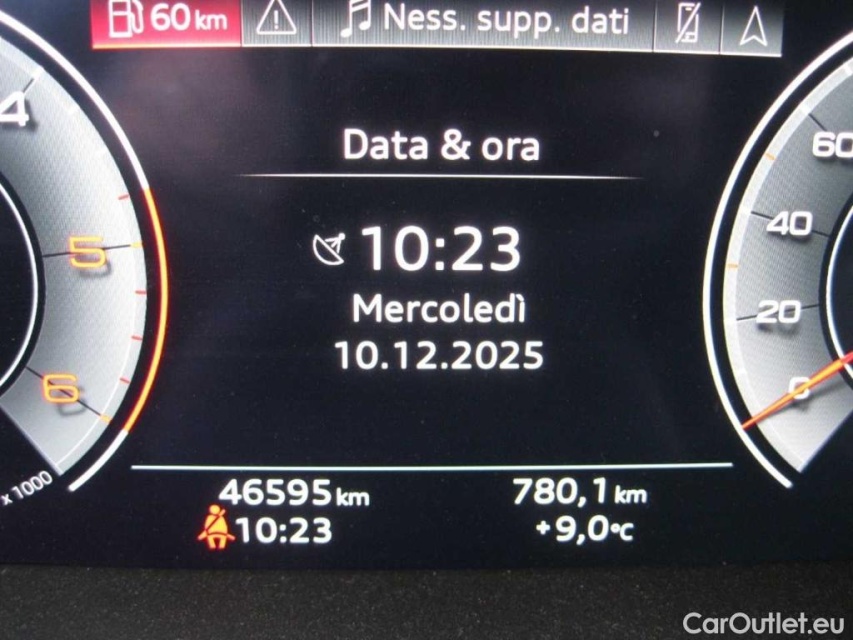 60 km
Ness. supp. dati
Data & ora
10:23
Mercoledì
10.12.2025
46595 km
780,1 km
10:23
+9,0°C
4
5
6
x 1000
60
40
20
0
CarOutlet.eu